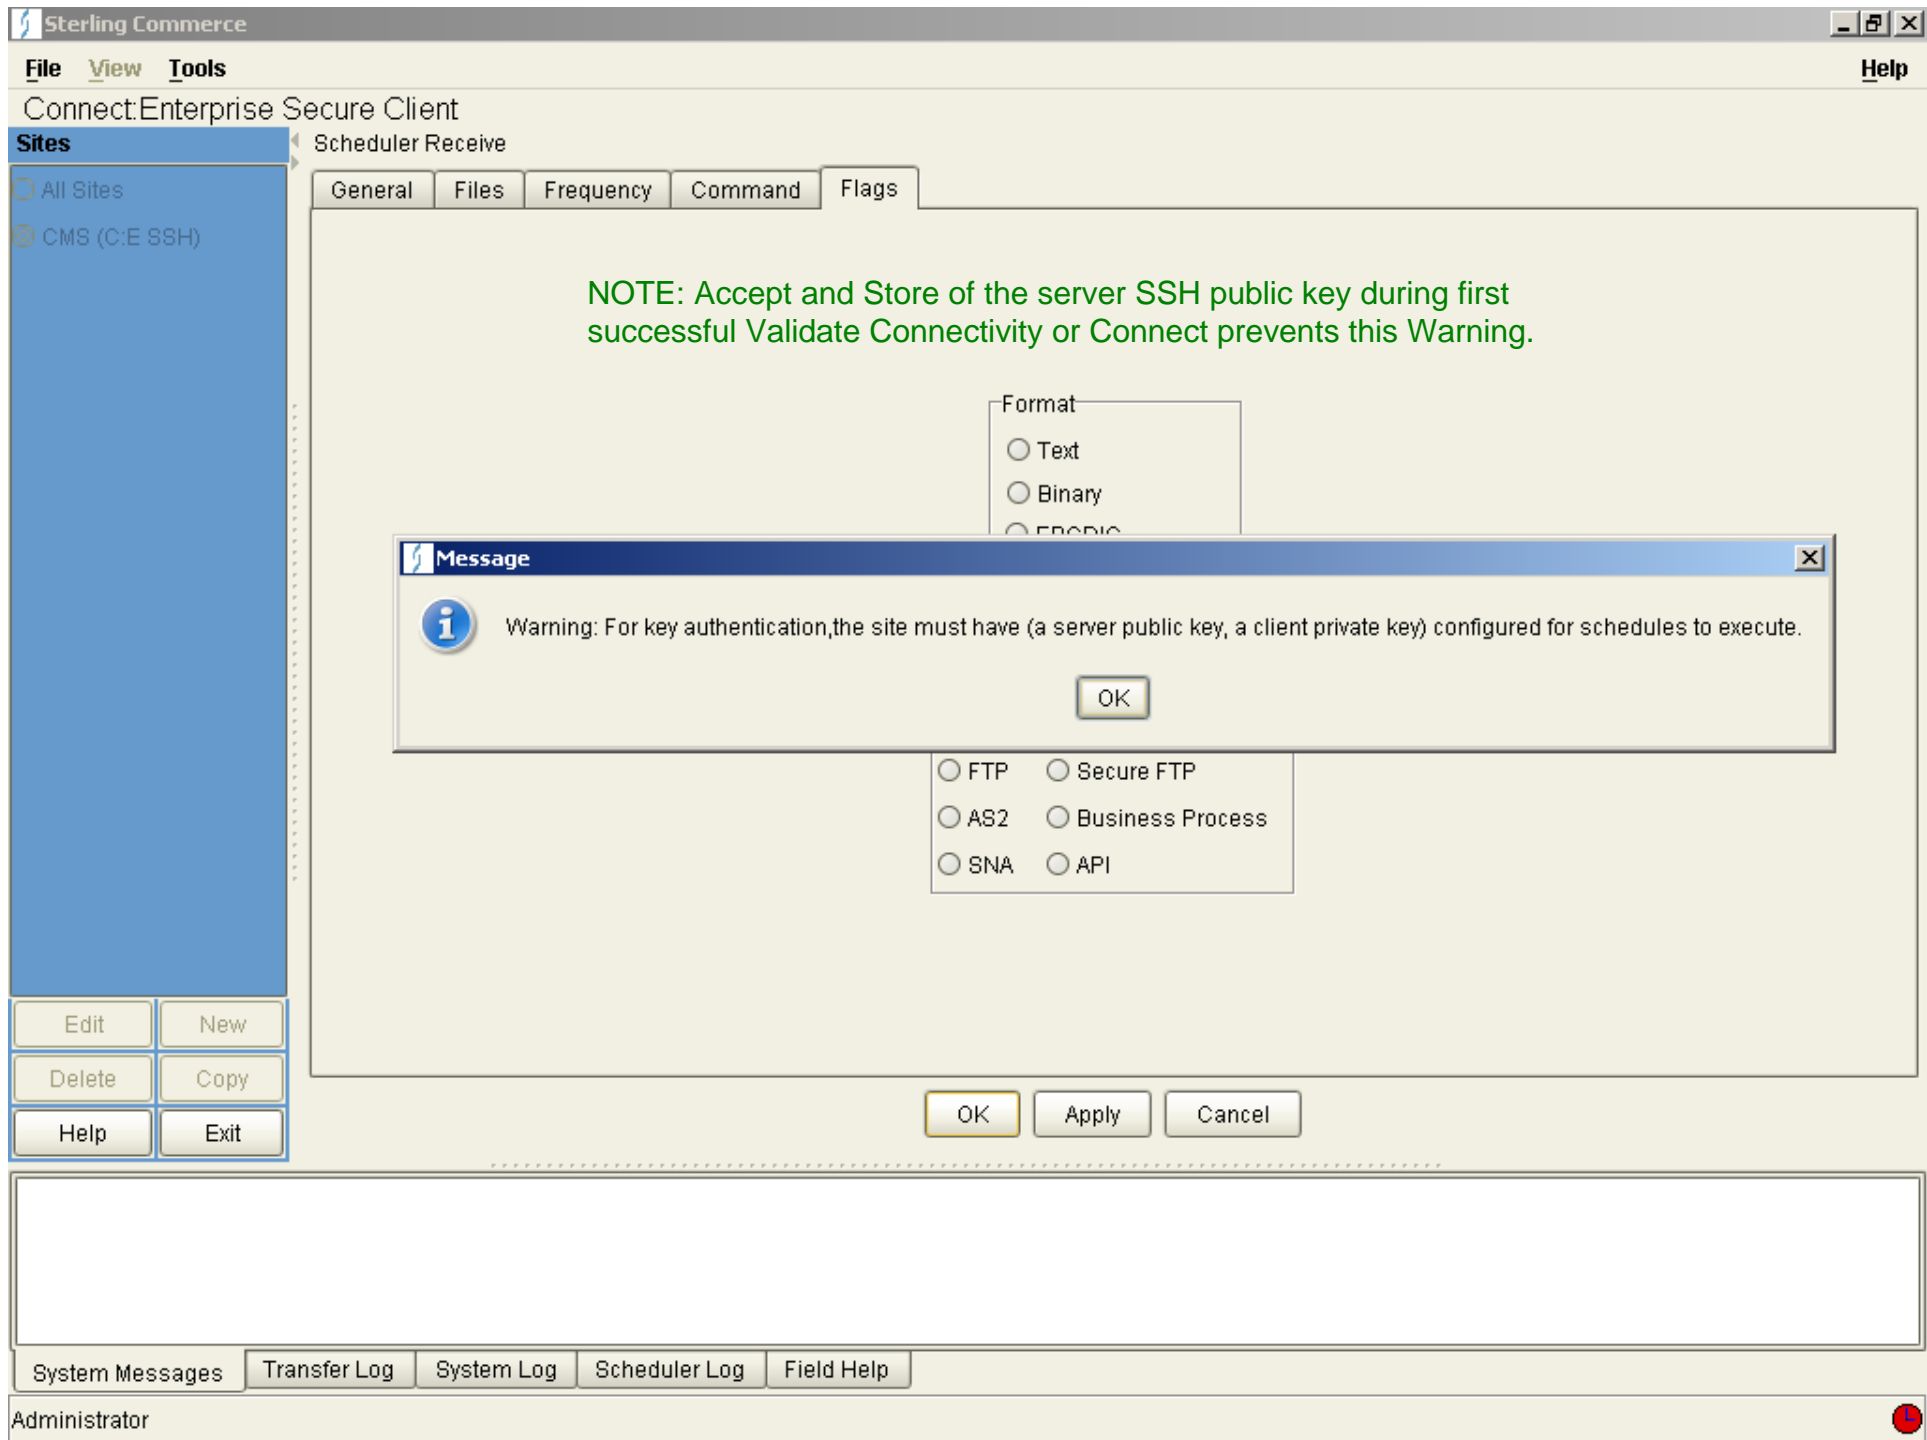 Sterling Commerce
File View Tools Help
Connect:Enterprise Secure Client
Sites
Scheduler Receive
All Sites
CMS (C:E SSH)
General Files Frequency Command Flags
NOTE: Accept and Store of the server SSH public key during first
successful Validate Connectivity or Connect prevents this Warning.
Format
Text
Binary
EBCDIC
Message
Warning: For key authentication,the site must have (a server public key, a client private key) configured for schedules to execute.
OK
FTP Secure FTP
AS2 Business Process
SNA API
Edit New
Delete Copy
Help Exit
OK Apply Cancel
System Messages Transfer Log System Log Scheduler Log Field Help
Administrator